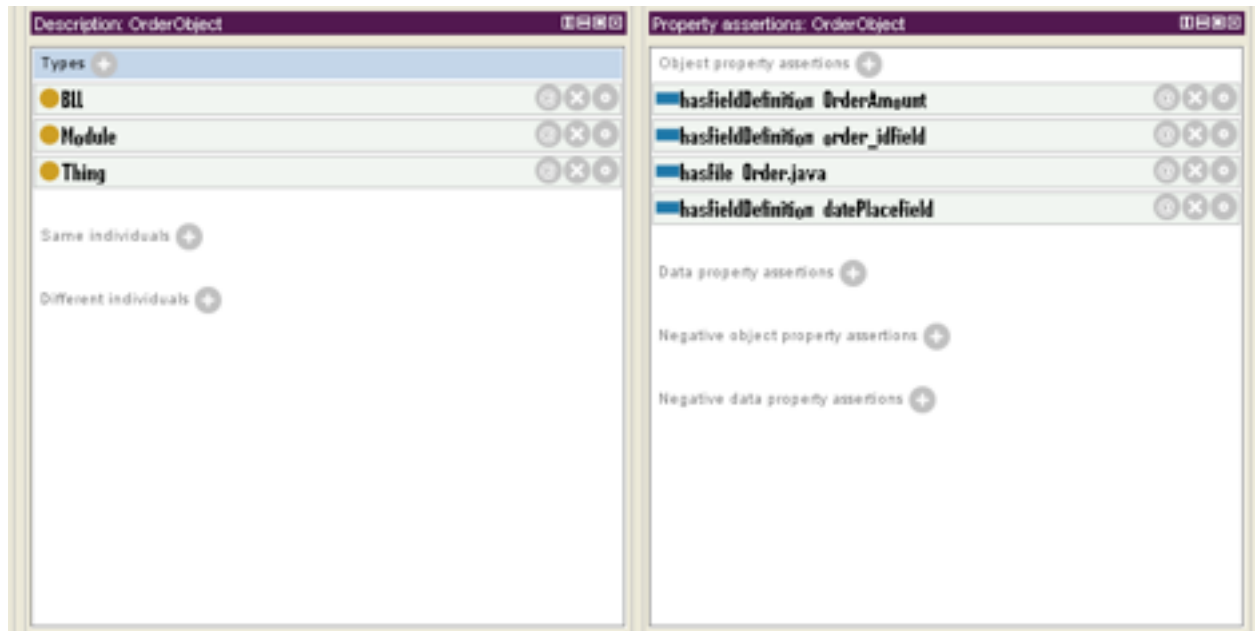 Description: OrderObject
Types
BLL
Module
Thing
Same individuals
Different individuals
Property assertions: OrderObject
Object property assertions
hasFieldDefinition OrderAmount
hasFieldDefinition order_idField
hasFile Order.java
hasFieldDefinition datePlaceField
Data property assertions
Negative object property assertions
Negative data property assertions